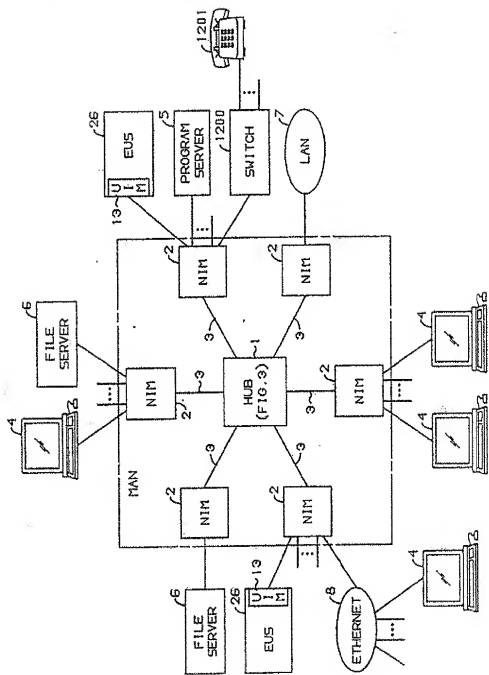 1201
26
EUS
UIM
13
5
PROGRAM
SERVER
1200
SWITCH
7
LAN
6
FILE
SERVER
4
MAN
2
NIM
2
NIM
2
NIM
3
3
3
1
HUB
(FIG.3)
3
3
3
2
NIM
2
NIM
2
NIM
6
FILE
SERVER
26
EUS
UIM
13
8
ETHERNET
4
4
4